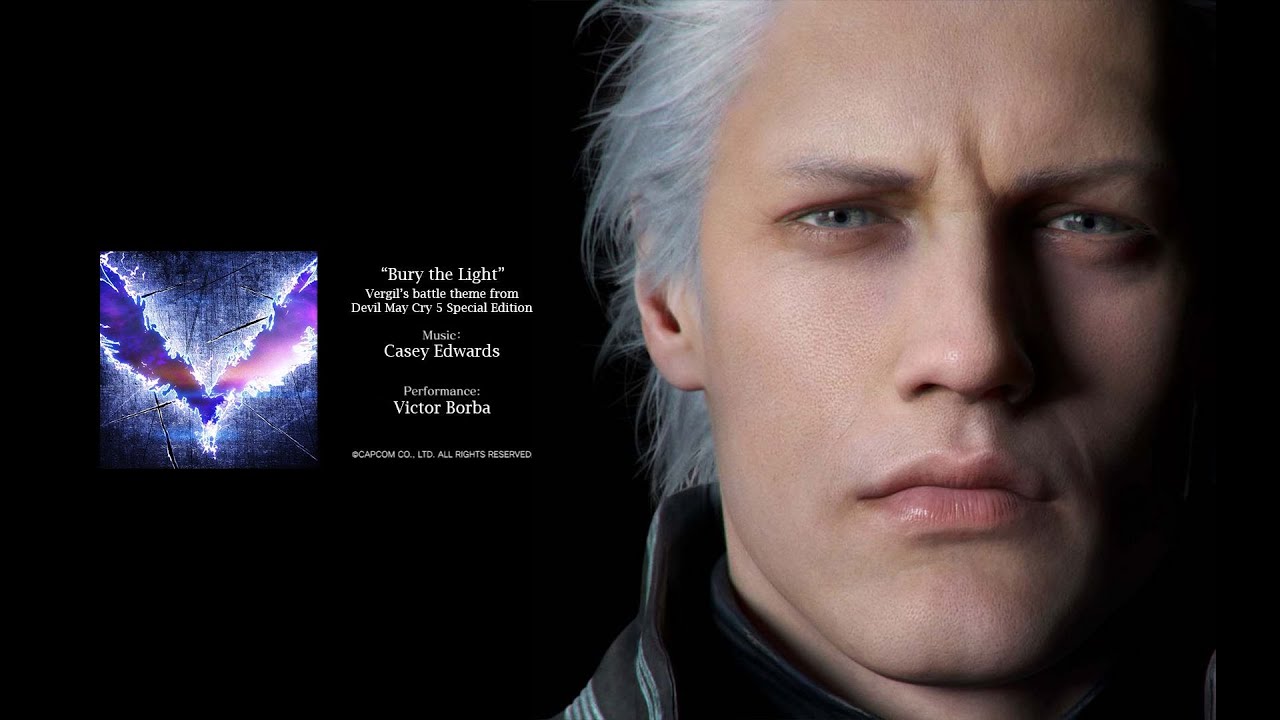 “Bury the Light”
Vergil's battle theme from
Devil May Cry 5 Special Edition
Music:
Casey Edwards
Performance:
Victor Borba
©CAPCOM CO., LTD. ALL RIGHTS RESERVED